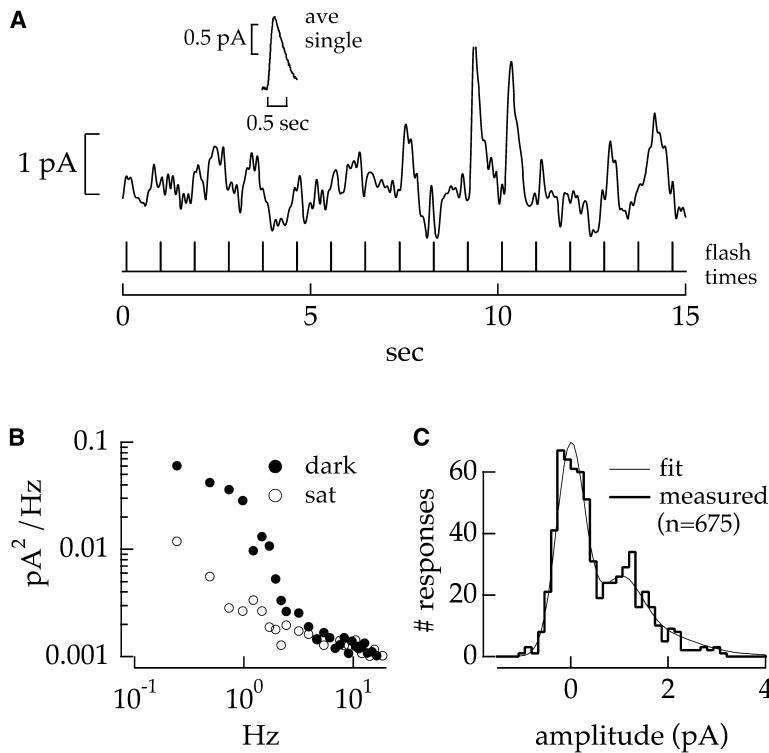 A
0.5 pA
ave
single
0.5 sec
1 pA
flash
times
0 5 10 15
sec
B
0.1
0.01
0.001
pA² /Hz
dark
sat
10⁻¹ 10⁰ 10¹
Hz
C
60
40
20
0
# responses
fit
measured
(n=675)
0 2 4
amplitude (pA)